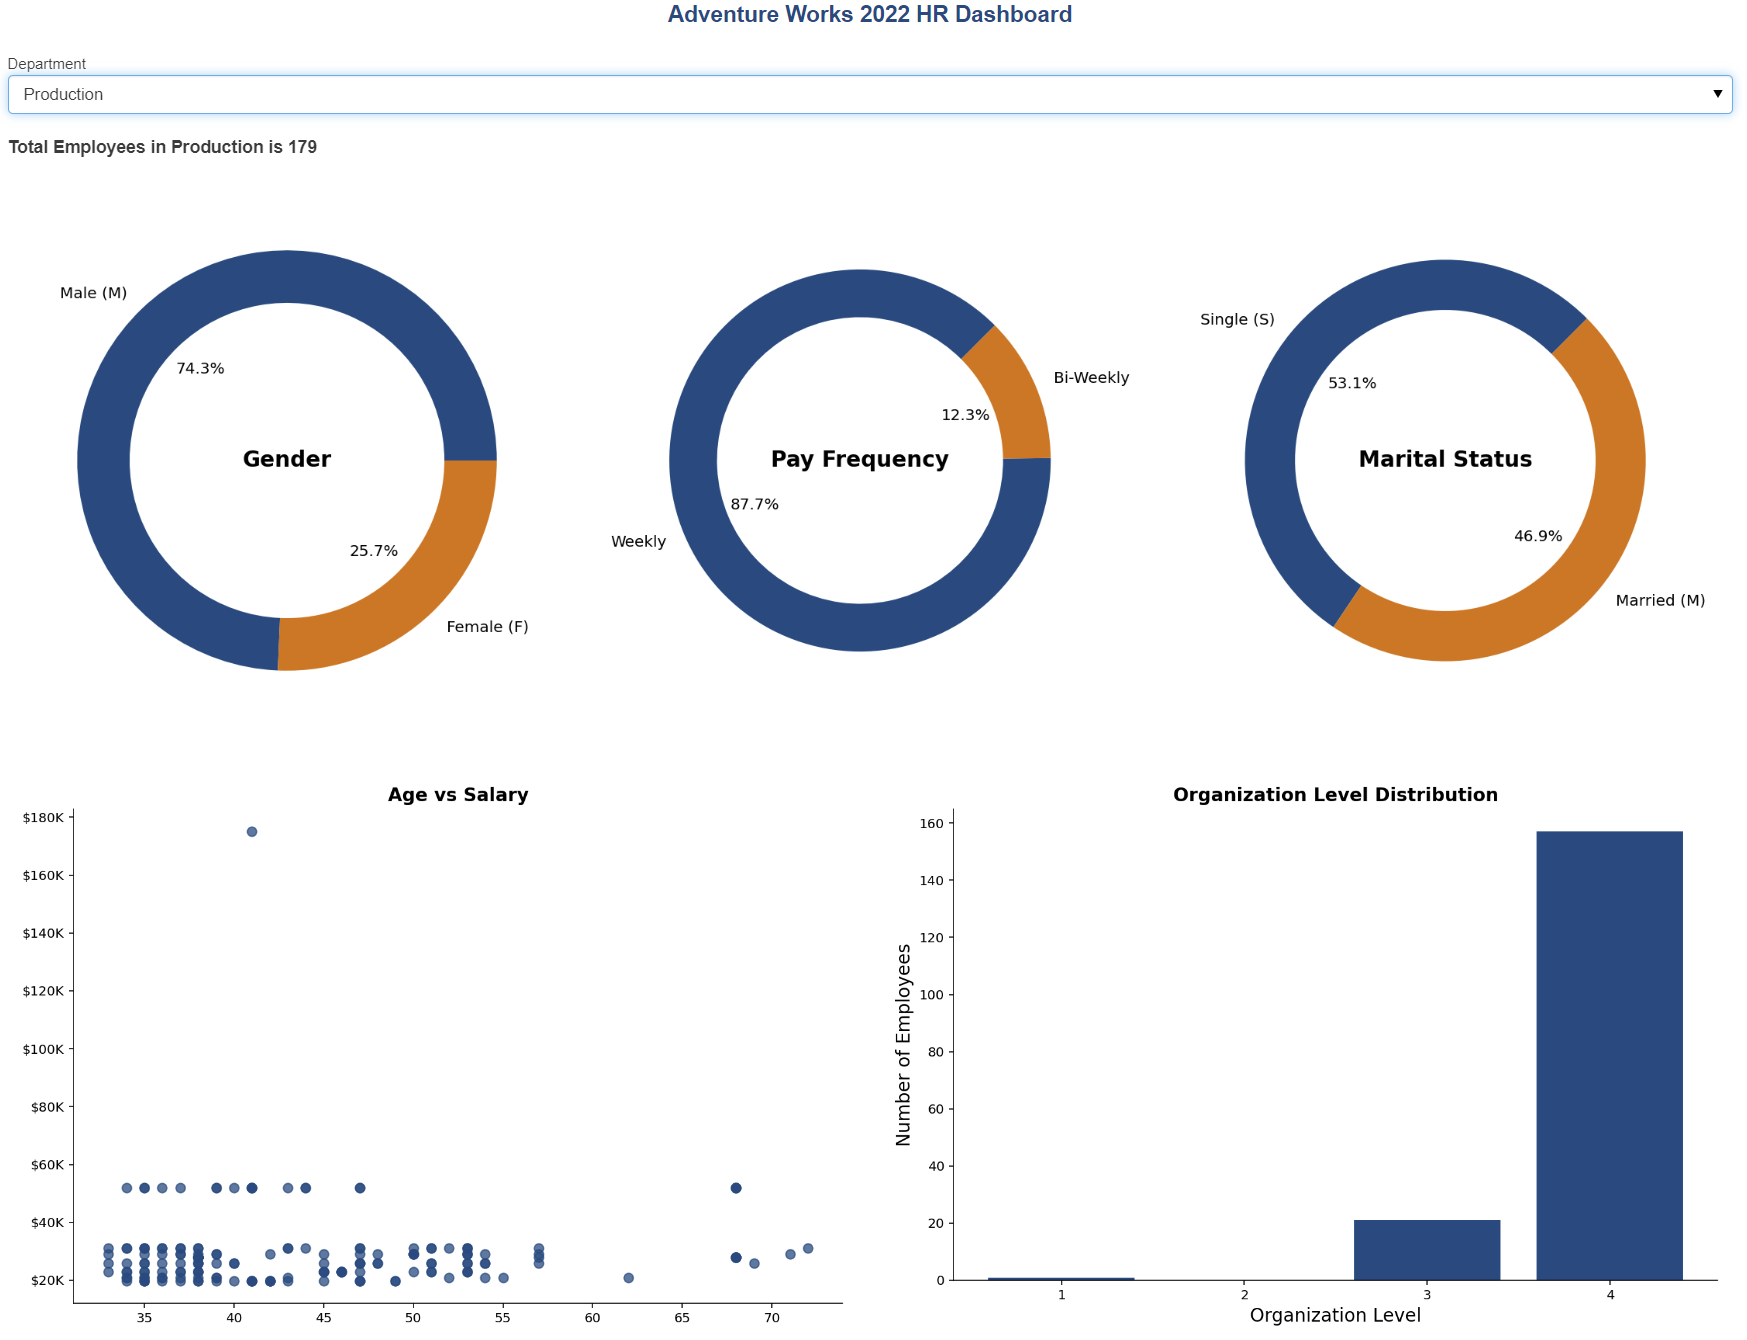 Adventure Works 2022 HR Dashboard
Department
Production
Total Employees in Production is 179
Male (M)
74.3%
Gender
25.7%
Female (F)
Bi-Weekly
12.3%
Pay Frequency
87.7%
Weekly
Single (S)
53.1%
Marital Status
46.9%
Married (M)
Age vs Salary
$180K
$160K
$140K
$120K
$100K
$80K
$60K
$40K
$20K
35 40 45 50 55 60 65 70
Organization Level Distribution
Number of Employees
160
140
120
100
80
60
40
20
0
1 2 3 4
Organization Level